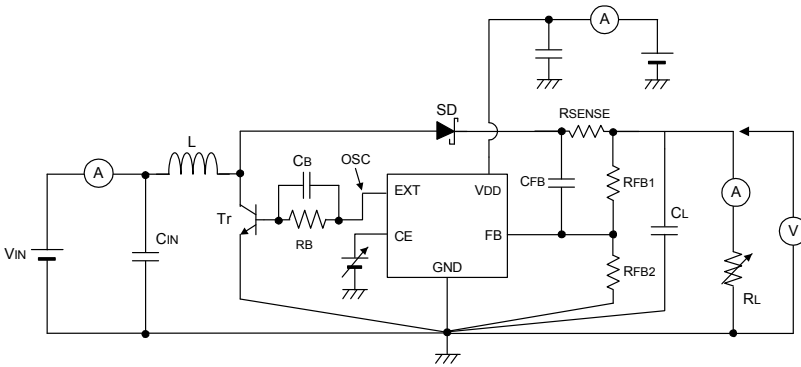 A
SD
RSENSE
L
A
CB
OSC
EXT
VDD
CFB
RFB1
CL
A
Tr
RB
CE
FB
V
VIN
CIN
GND
RFB2
RL